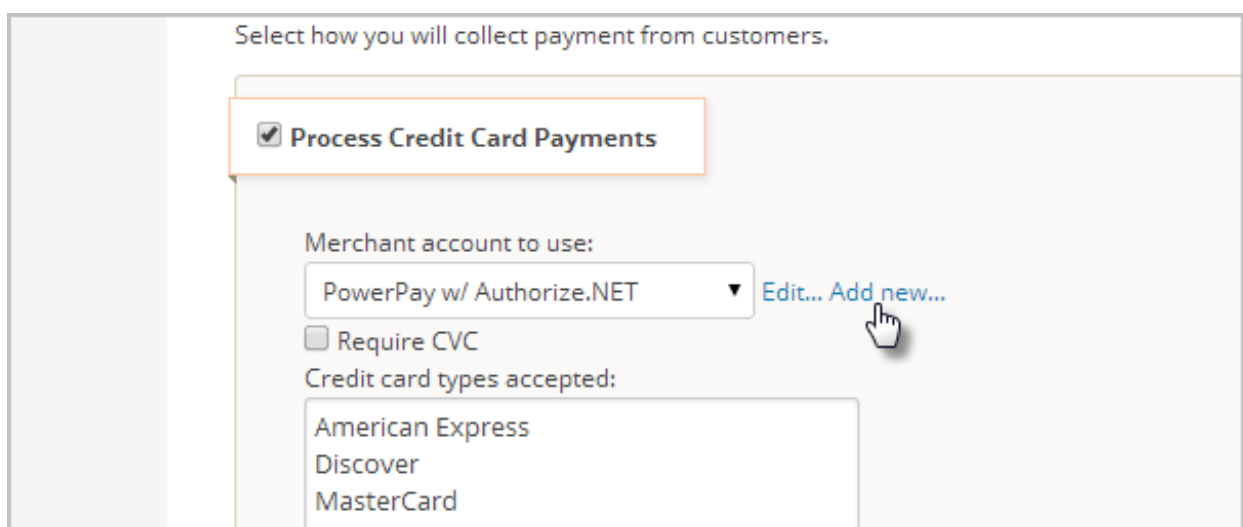 Select how you will collect payment from customers.
Process Credit Card Payments
Merchant account to use:
PowerPay w/ Authorize.NET Edit... Add new...
Require CVC
Credit card types accepted:
American Express
Discover
MasterCard